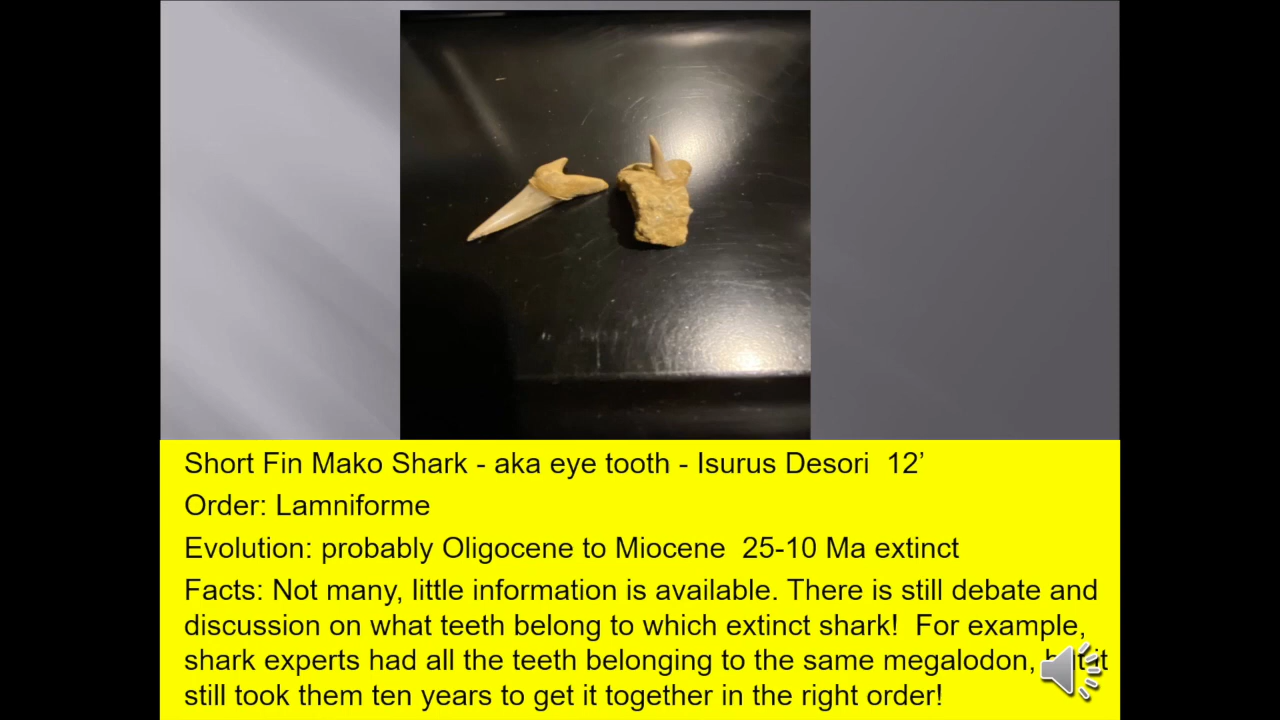 Short Fin Mako Shark - aka eye tooth - Isurus Desori  12’
Order: Lamniforme
Evolution: probably Oligocene to Miocene  25-10 Ma extinct
Facts: Not many, little information is available. There is still debate and
discussion on what teeth belong to which extinct shark!  For example,
shark experts had all the teeth belonging to the same megalodon, but it
still took them ten years to get it together in the right order!